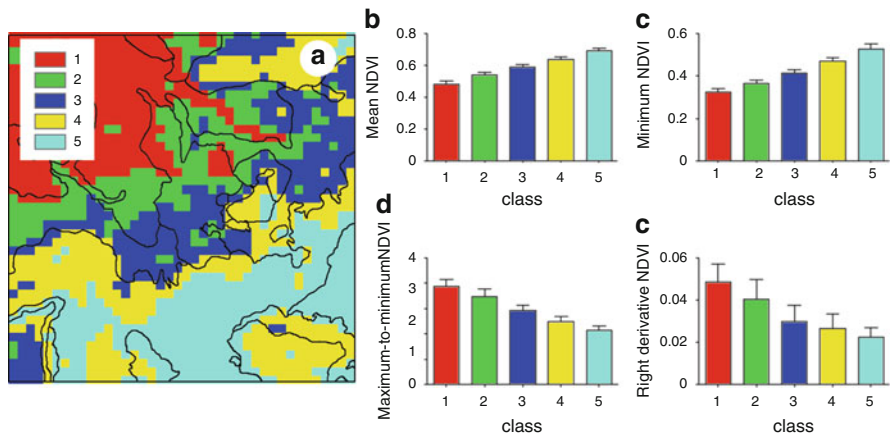 a
1
2
3
4
5
b
Mean NDVI
0.8
0.6
0.4
0.2
0
1 2 3 4 5
class
c
Minimum NDVI
0.6
0.4
0.2
0
1 2 3 4 5
class
d
Maximum-to-minimumNDVI
4
3
2
2
1
0
1 2 3 4 5
class
c
Right derivative NDVI
0.06
0.04
0.02
0
1 2 3 4 5
class